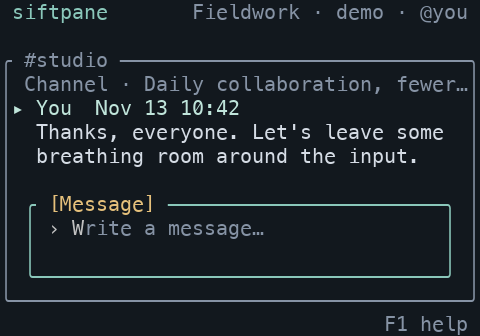 siftpane Fieldwork · demo · @you
#studio
Channel · Daily collaboration, fewer…
▸ You Nov 13 10:42
Thanks, everyone. Let's leave some
breathing room around the input.
[Message]
› Write a message…
F1 help